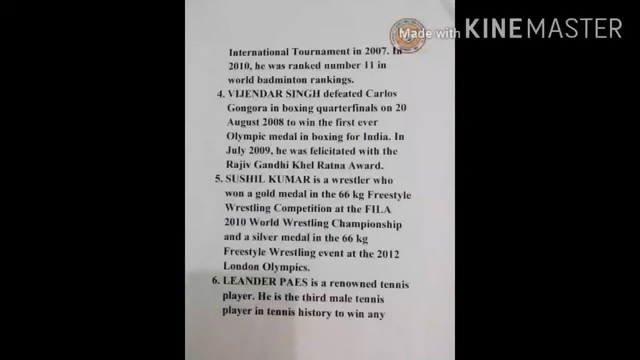 Made with KINEMASTER
International Tournament in 2007. In
2010, he was ranked number 11 in
world badminton rankings.
4. VIJENDAR SINGH defeated Carlos
Gongora in boxing quarterfinals on 20
August 2008 to win the first ever
Olympic medal in boxing for India. In
July 2009, he was felicitated with the
Rajiv Gandhi Khel Ratna Award.
5. SUSHIL KUMAR is a wrestler who
won a gold medal in the 66 kg Freestyle
Wrestling Competition at the FILA
2010 World Wrestling Championship
and a silver medal in the 66 kg
Freestyle Wrestling event at the 2012
London Olympics.
6. LEANDER PAES is a renowned tennis
player. He is the third male tennis
player in tennis history to win any